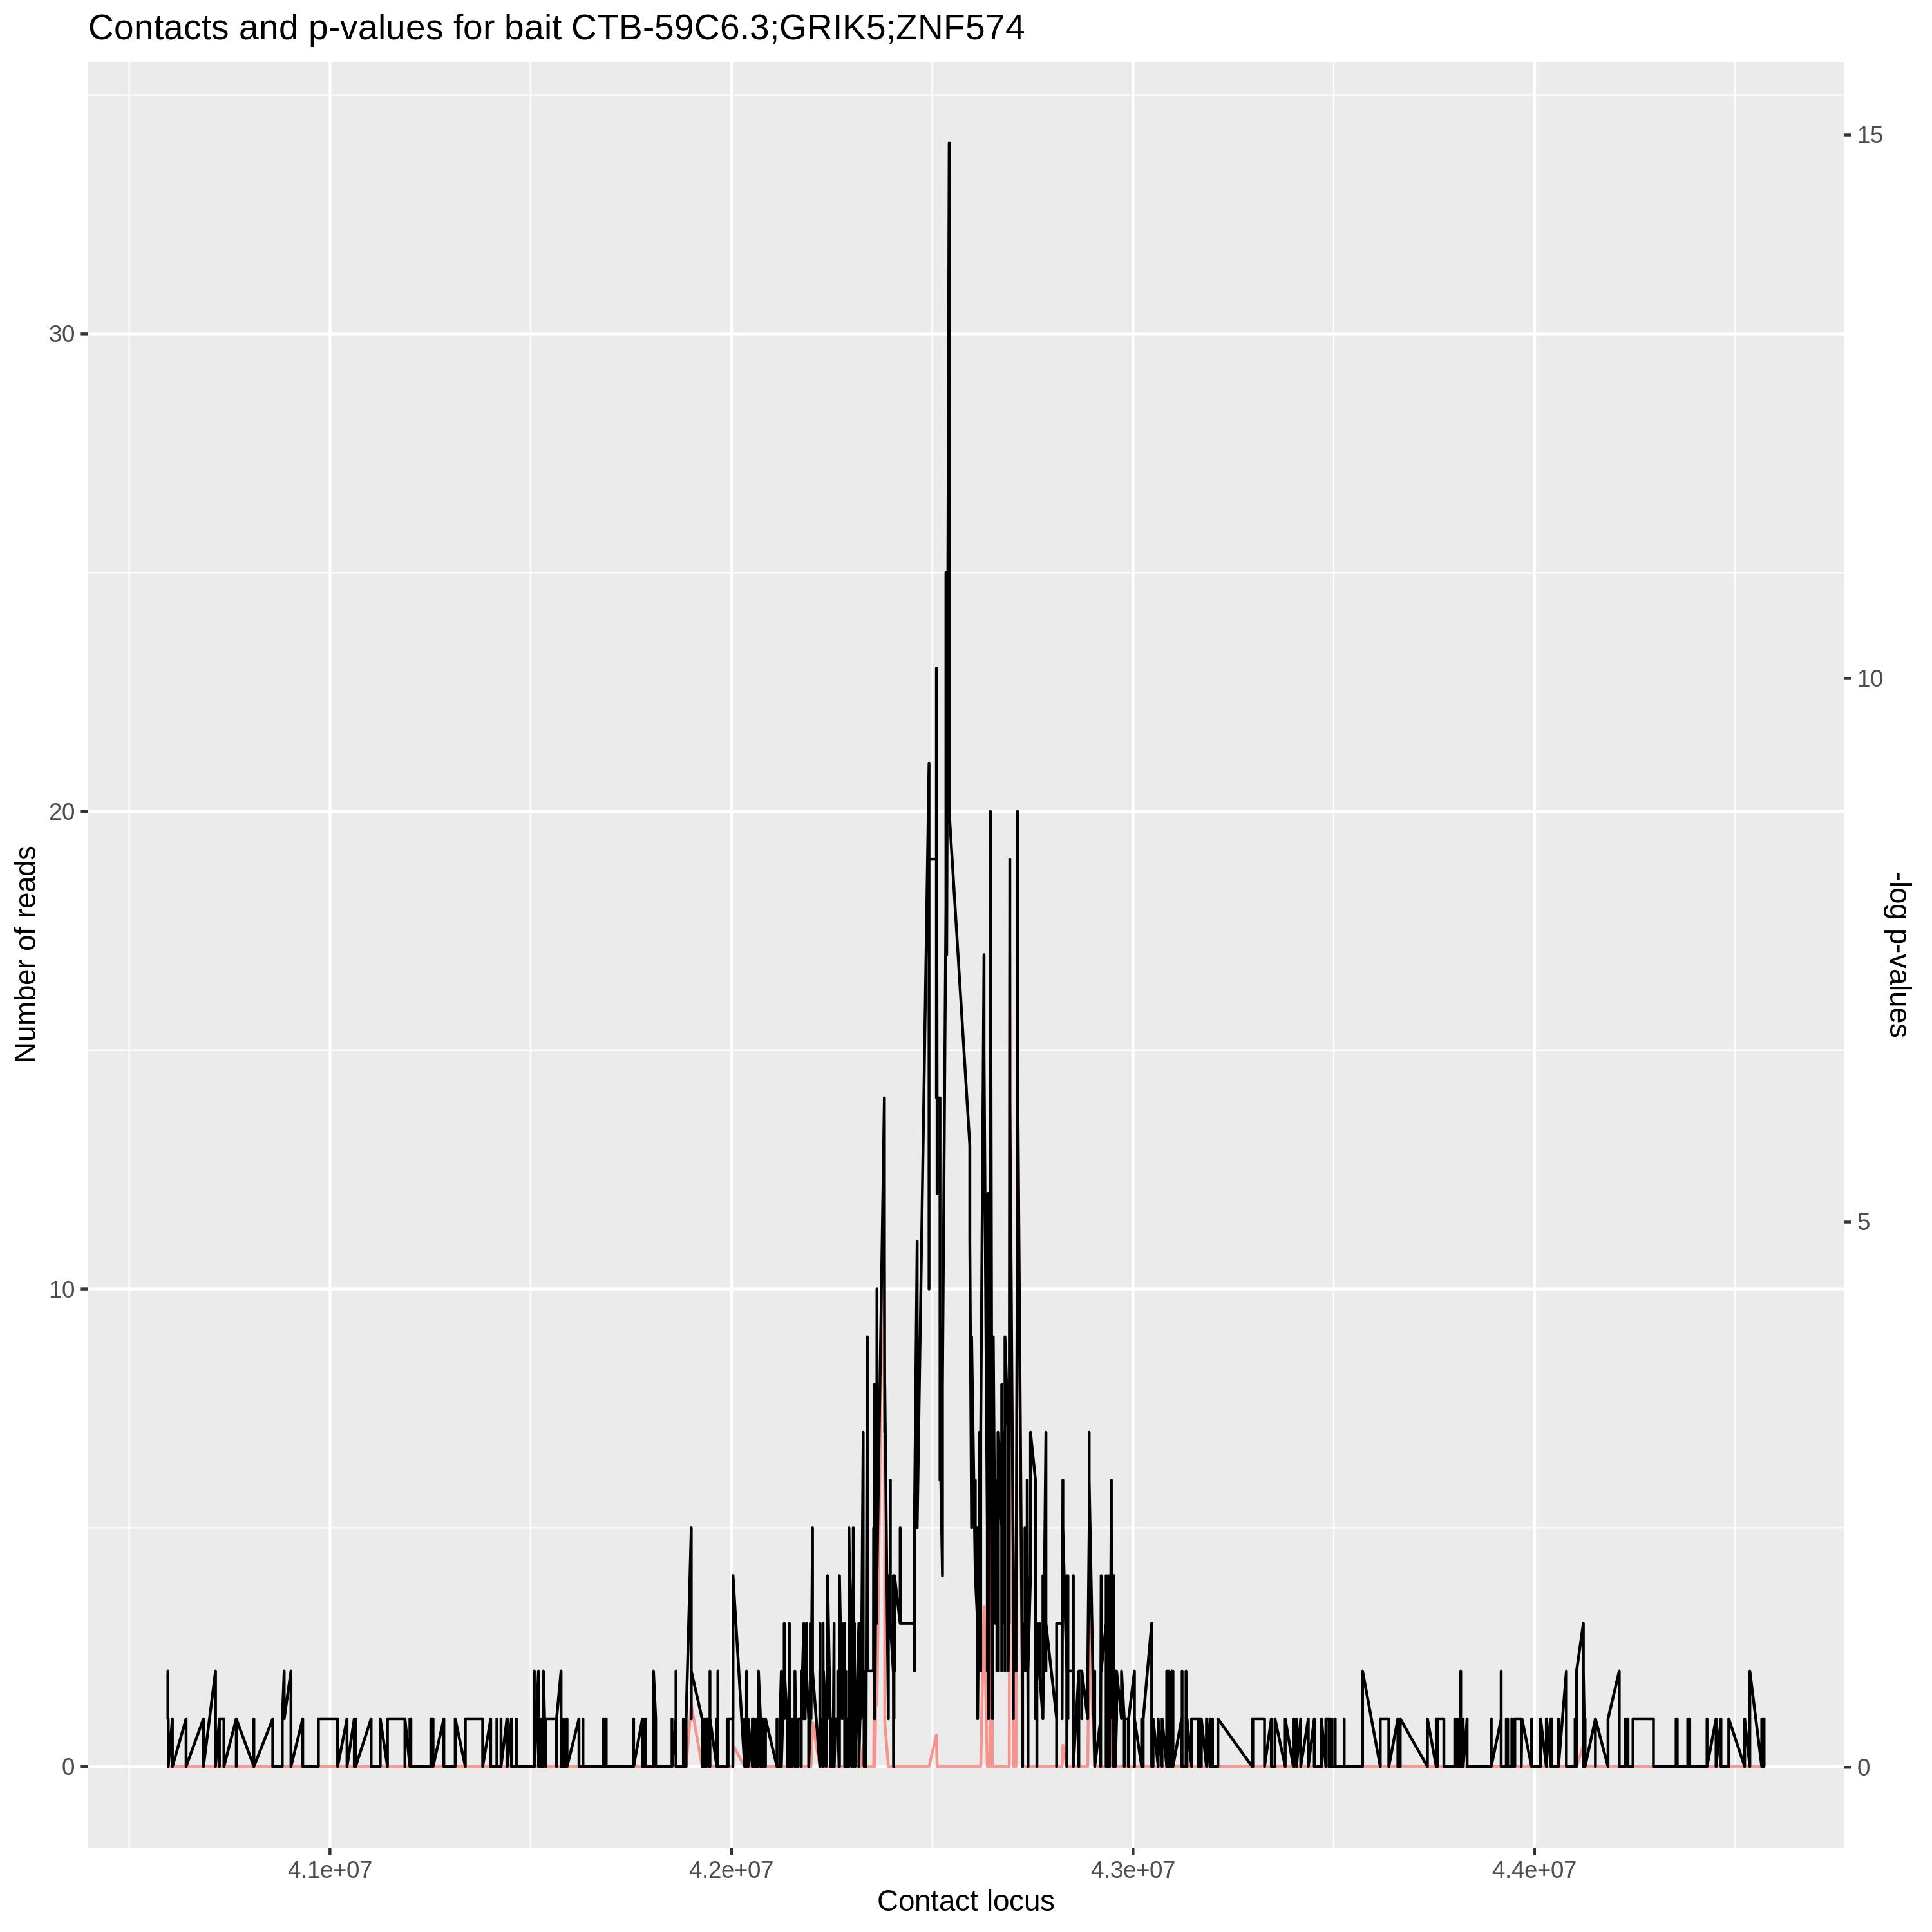 Contacts and p-values for bait CTB-59C6.3;GRIK5;ZNF574
Number of reads
30
20
10
0
15
10
5
0
-log p-values
4.1e+07
4.2e+07
4.3e+07
4.4e+07
Contact locus